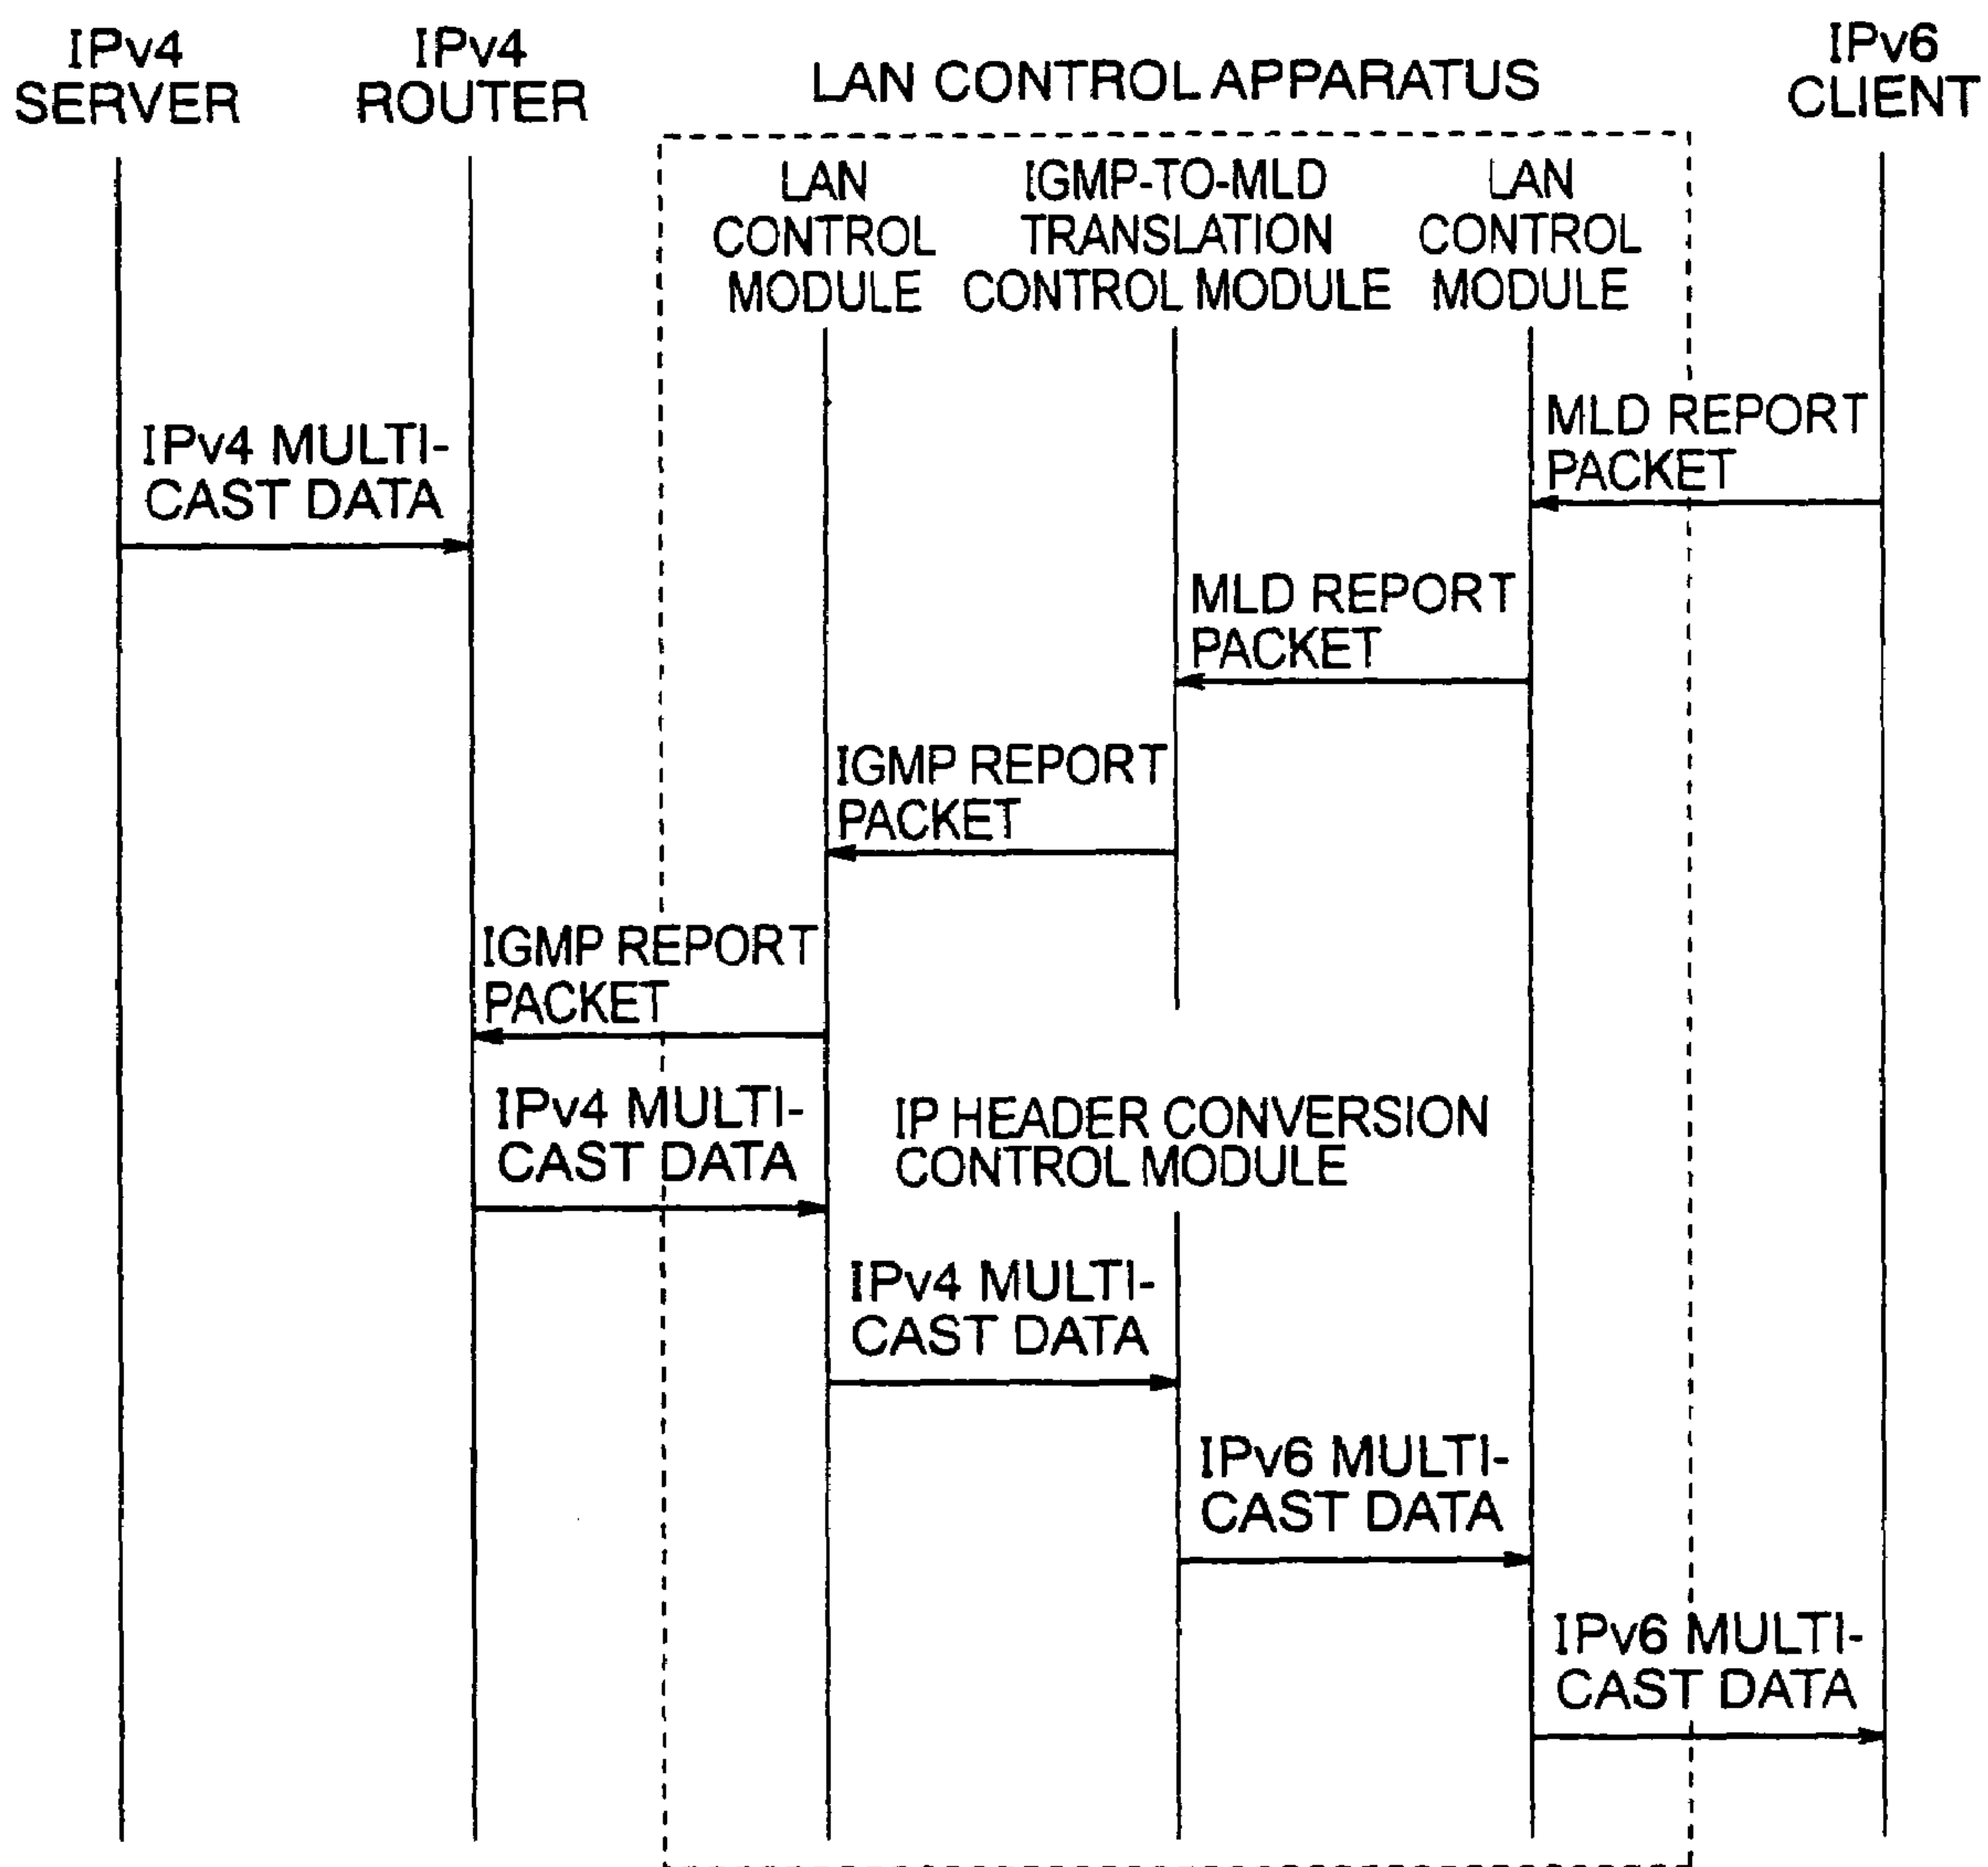 IPv4
SERVER
IPv4
ROUTER
LAN CONTROL APPARATUS
IPv6
CLIENT
LAN
CONTROL
MODULE
IGMP-TO-MLD
TRANSLATION
CONTROL MODULE
LAN
CONTROL
MODULE
MLD REPORT
PACKET
IPv4 MULTI-
CAST DATA
MLD REPORT
PACKET
IGMP REPORT
PACKET
IGMP REPORT
PACKET
IPv4 MULTI-
CAST DATA
IP HEADER CONVERSION
CONTROL MODULE
IPv4 MULTI-
CAST DATA
IPv6 MULTI-
CAST DATA
IPv6 MULTI-
CAST DATA